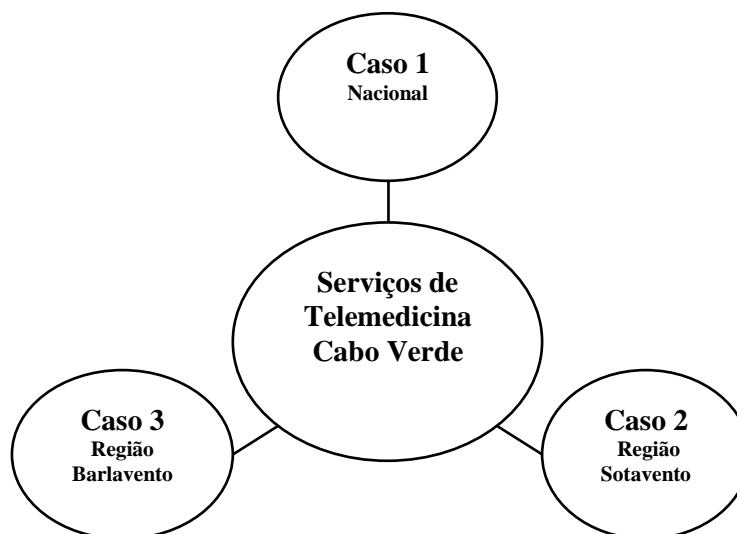 Caso 1
Nacional
Serviços de
Telemedicina
Cabo Verde
Caso 3
Região
Barlavento
Caso 2
Região
Sotavento